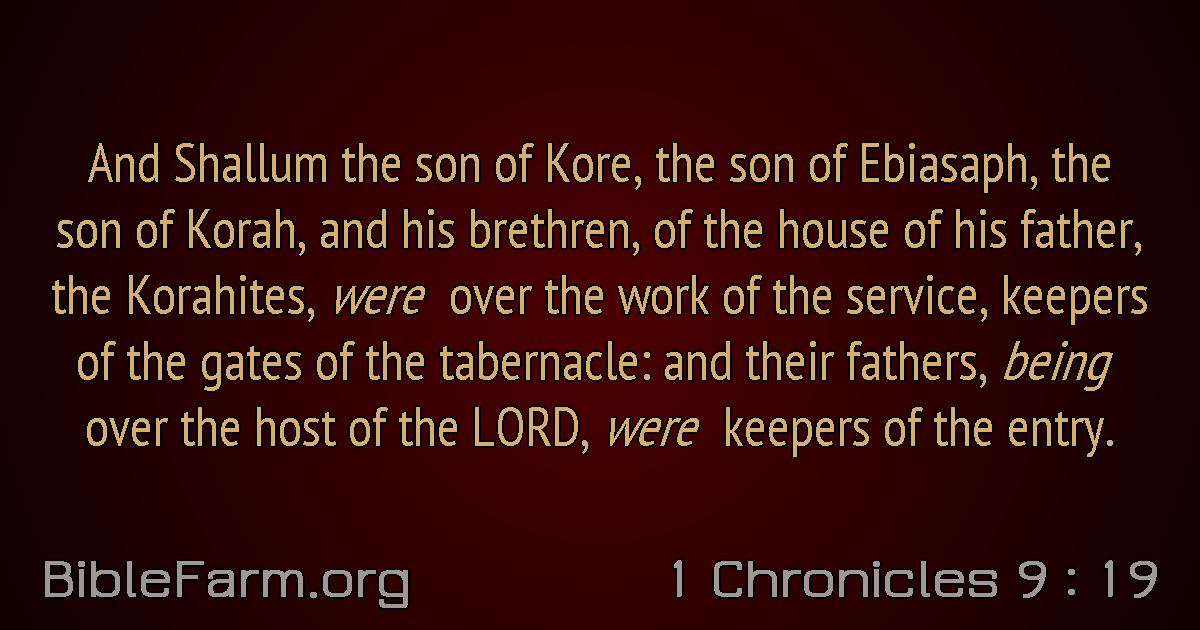 And Shallum the son of Kore, the son of Ebiasaph, the
son of Korah, and his brethren, of the house of his father,
the Korahites, were over the work of the service, keepers
of the gates of the tabernacle: and their fathers, being
over the host of the LORD, were keepers of the entry.
BibleFarm.org 1 Chronicles 9 : 19